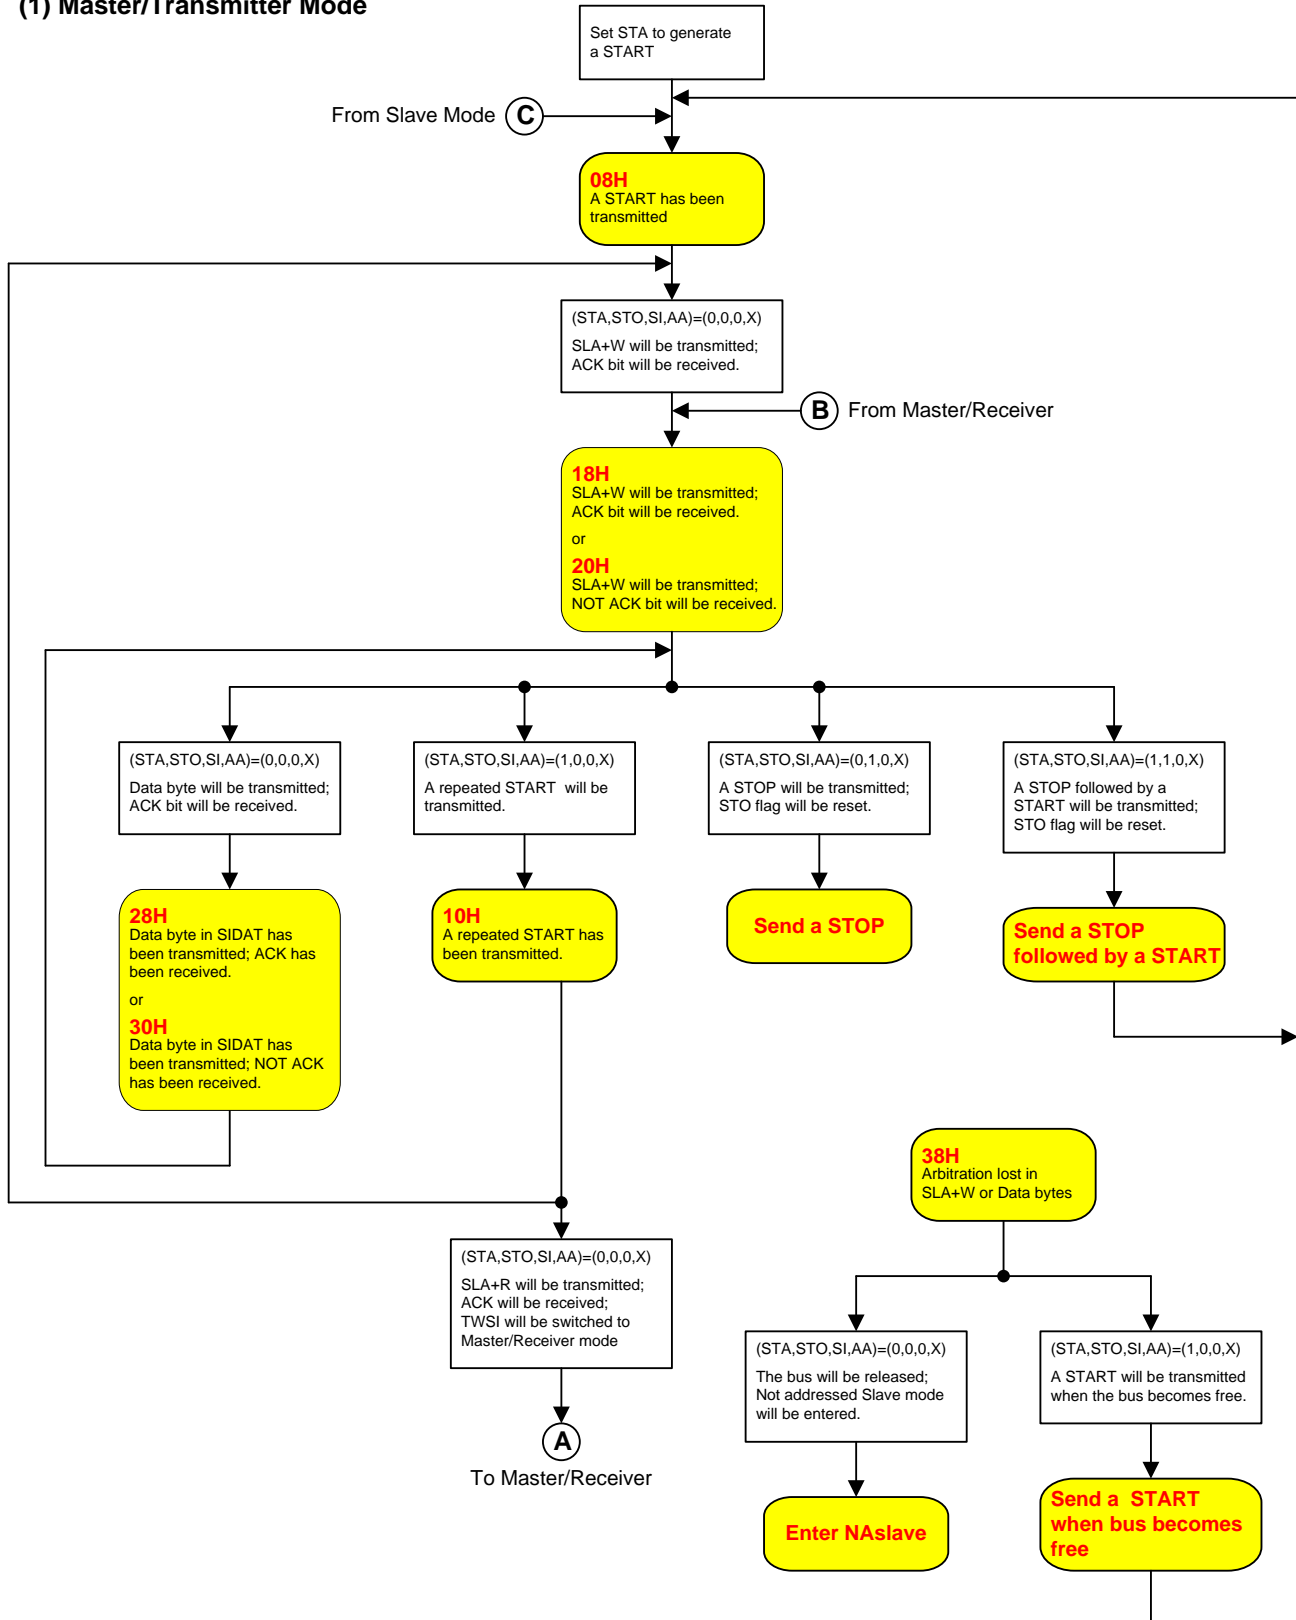 (1) Master/Transmitter Mode
Set STA to generate
a START
From Slave Mode
C
08H
A START has been
transmitted
(STA,STO,SI,AA)=(0,0,0,X)
SLA+W will be transmitted;
ACK bit will be received.
B
From Master/Receiver
18H
SLA+W will be transmitted;
ACK bit will be received.
or
20H
SLA+W will be transmitted;
NOT ACK bit will be received.
(STA,STO,SI,AA)=(0,0,0,X)
Data byte will be transmitted;
ACK bit will be received.
(STA,STO,SI,AA)=(1,0,0,X)
A repeated START  will be
transmitted.
(STA,STO,SI,AA)=(0,1,0,X)
A STOP will be transmitted;
STO flag will be reset.
(STA,STO,SI,AA)=(1,1,0,X)
A STOP followed by a
START will be transmitted;
STO flag will be reset.
28H
Data byte in SIDAT has
been transmitted; ACK has
been received.
or
30H
Data byte in SIDAT has
been transmitted; NOT ACK
has been received.
10H
A repeated START has
been transmitted.
Send a STOP
Send a STOP
followed by a START
38H
Arbitration lost in
SLA+W or Data bytes
(STA,STO,SI,AA)=(0,0,0,X)
SLA+R will be transmitted;
ACK will be received;
TWSI will be switched to
Master/Receiver mode
A
To Master/Receiver
(STA,STO,SI,AA)=(0,0,0,X)
The bus will be released;
Not addressed Slave mode
will be entered.
(STA,STO,SI,AA)=(1,0,0,X)
A START will be transmitted
when the bus becomes free.
Enter NAslave
Send a  START
when bus becomes
free